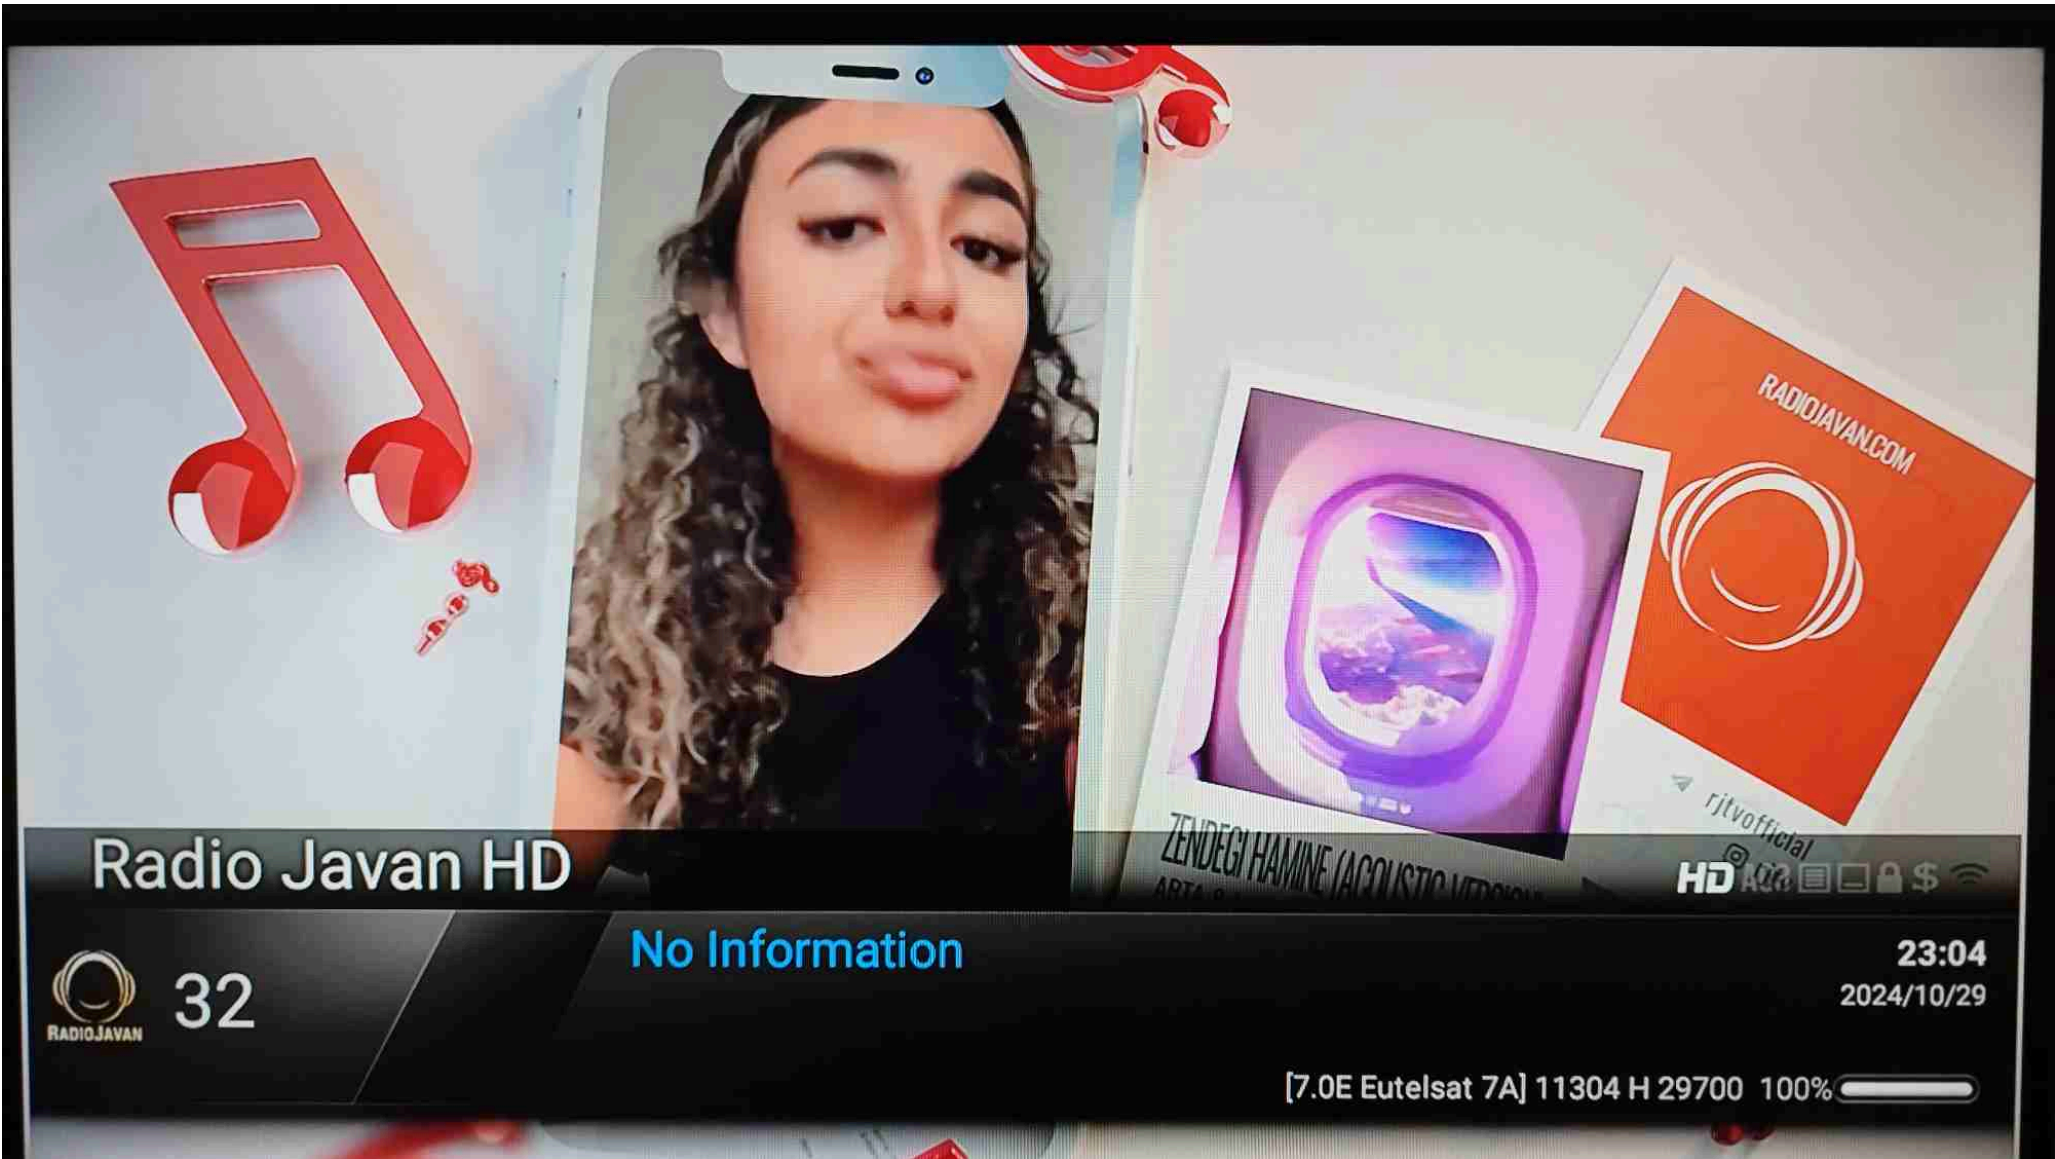 RADIOJAVAN.COM
rjtvofficial
ZENDEGI HAMINE (ACOUSTIC VERSION)
ARTA &
Radio Javan HD
HD
$
No Information
32
RADIOJAVAN
23:04
2024/10/29
[7.0E Eutelsat 7A] 11304 H 29700 100%